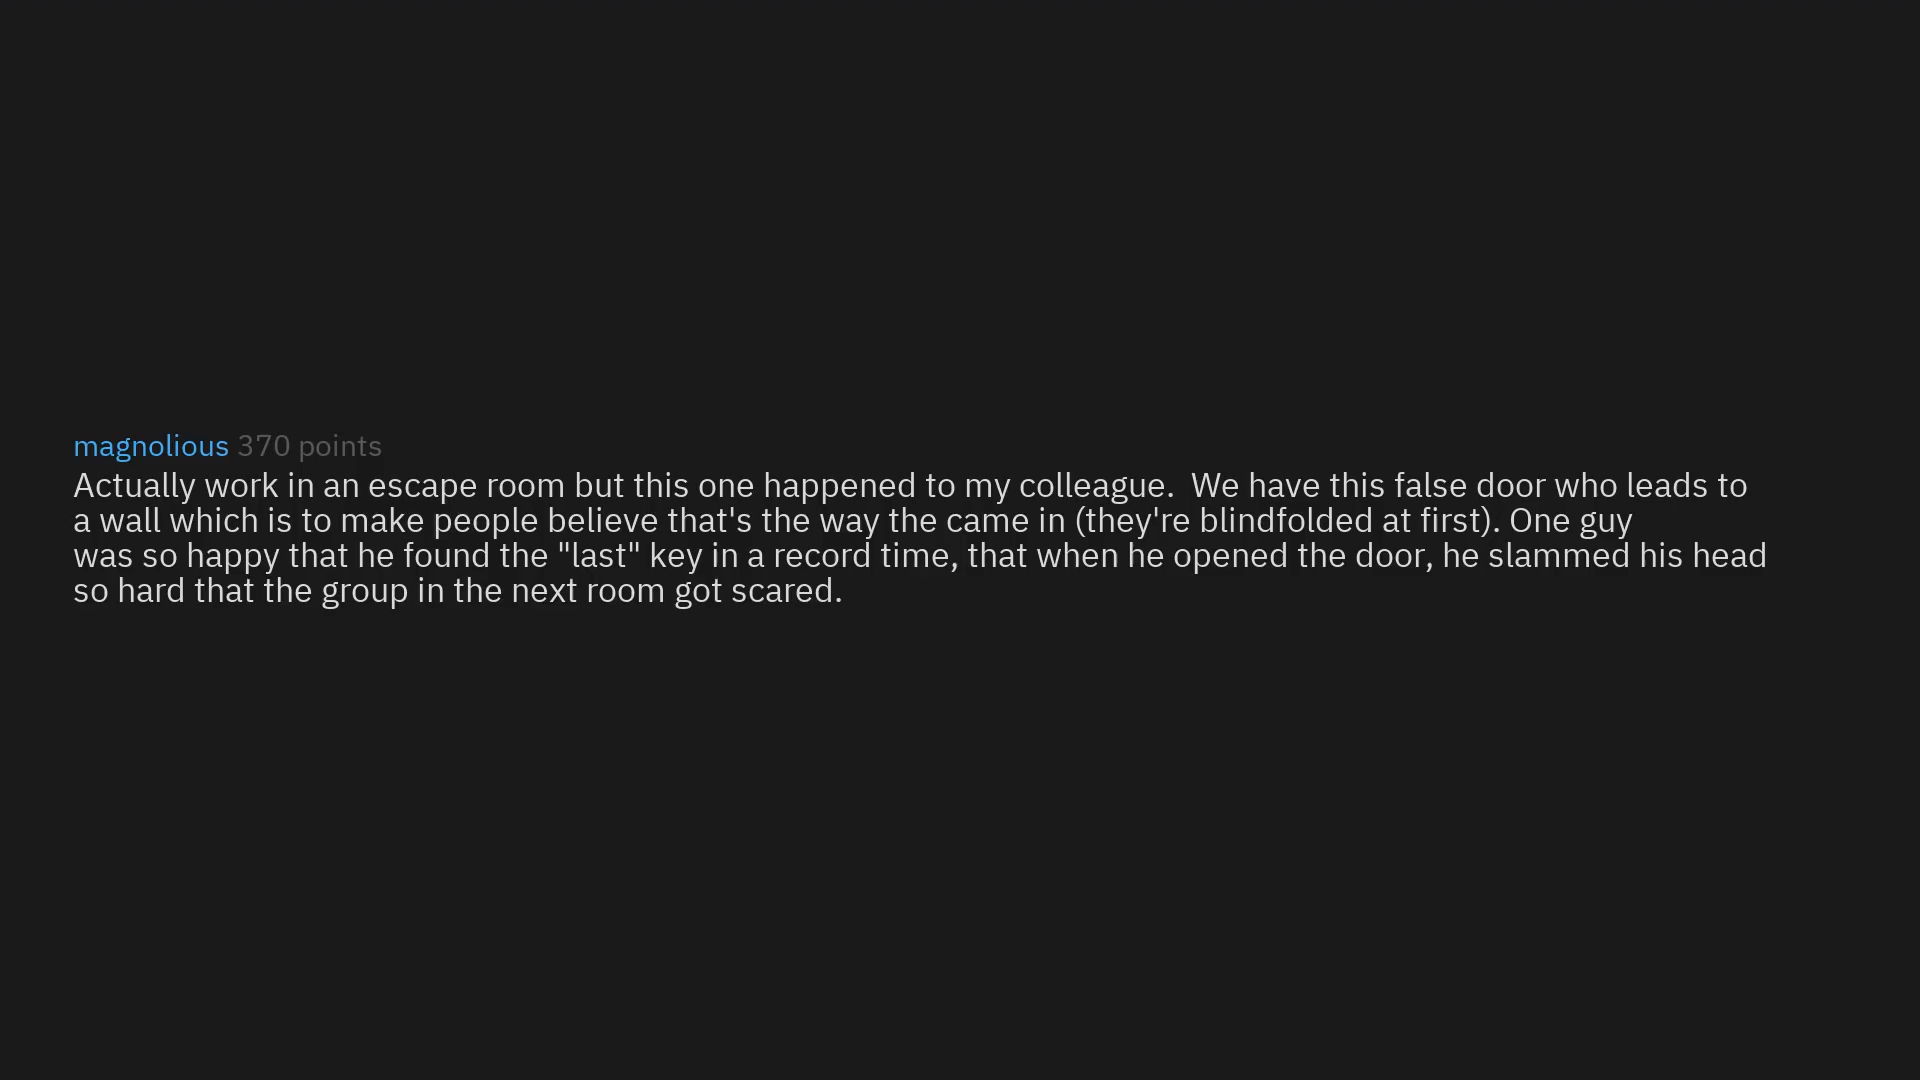 magnolious 370 points
Actually work in an escape room but this one happened to my colleague.  We have this false door who leads to
a wall which is to make people believe that's the way the came in (they're blindfolded at first). One guy
was so happy that he found the "last" key in a record time, that when he opened the door, he slammed his head
so hard that the group in the next room got scared.